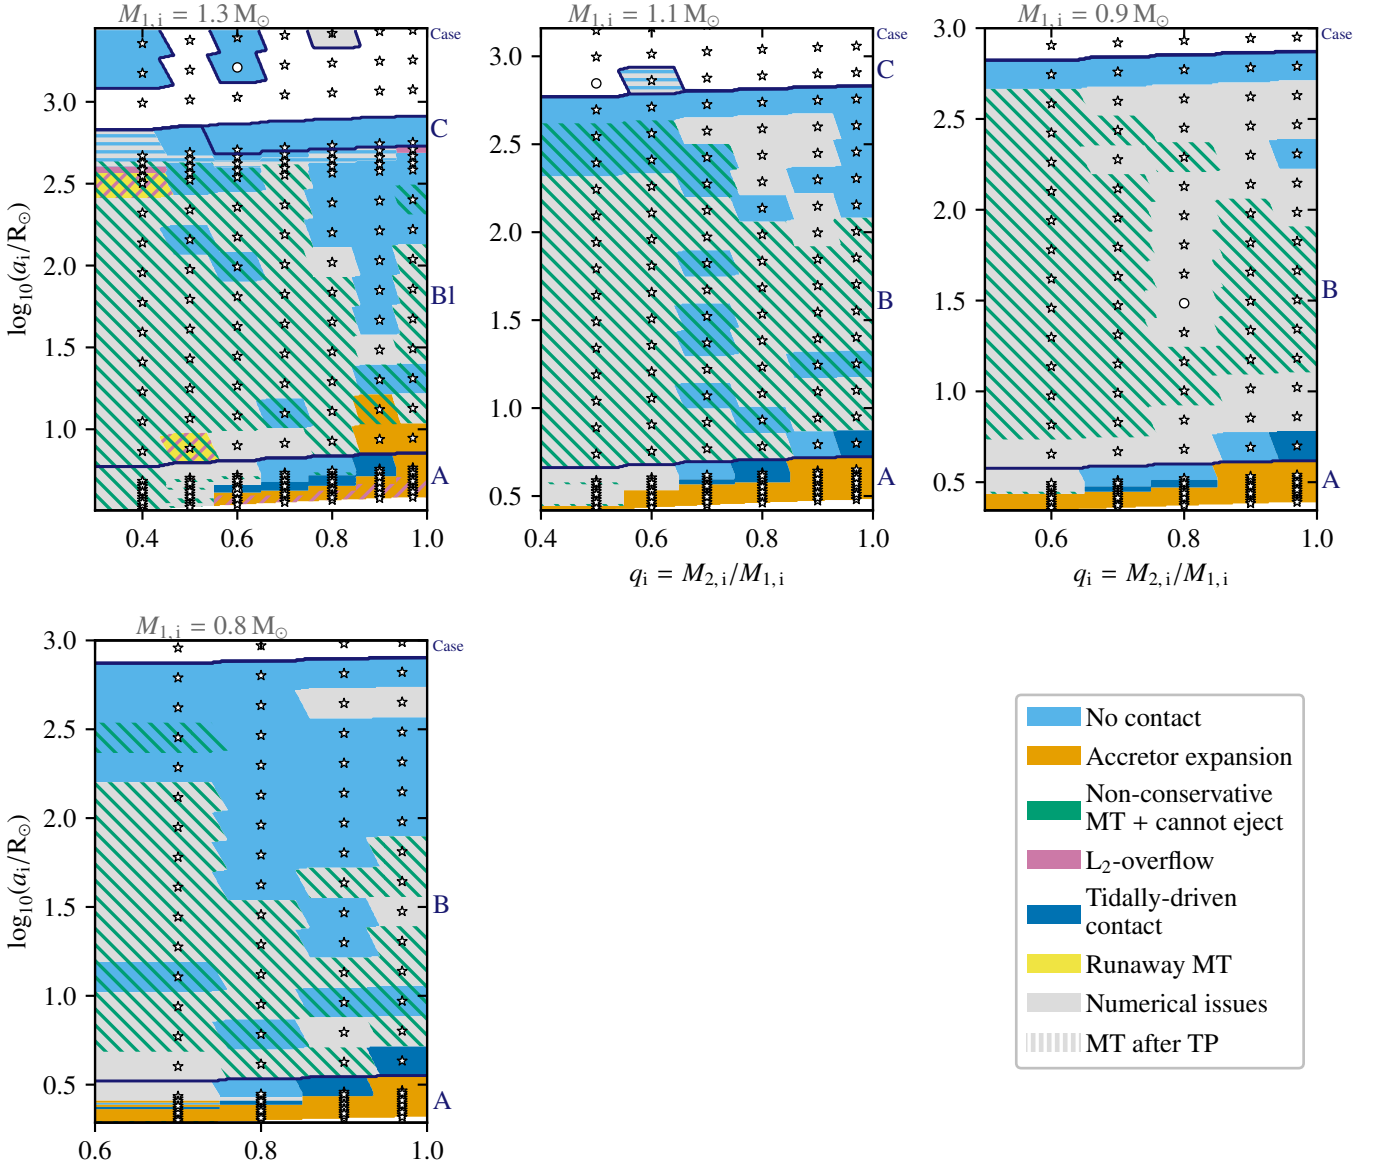 M1,i = 1.3 M⊙
M1,i = 1.1 M⊙
M1,i = 0.9 M⊙
Case
Case
Case
log10(ai/R⊙)
3.0
2.5
2.0
1.5
1.0
C
Bl
A
0.4
0.6
0.8
1.0
3.0
2.5
2.0
1.5
1.0
0.5
C
B
A
0.4
0.6
0.8
1.0
qi = M2,i/M1,i
3.0
2.5
2.0
1.5
1.0
0.5
B
A
0.6
0.8
1.0
qi = M2,i/M1,i
M1,i = 0.8 M⊙
Case
log10(ai/R⊙)
3.0
2.5
2.0
1.5
1.0
0.5
B
A
0.6
0.8
1.0
No contact
Accretor expansion
Non-conservative
MT + cannot eject
L2-overflow
Tidally-driven
contact
Runaway MT
Numerical issues
MT after TP